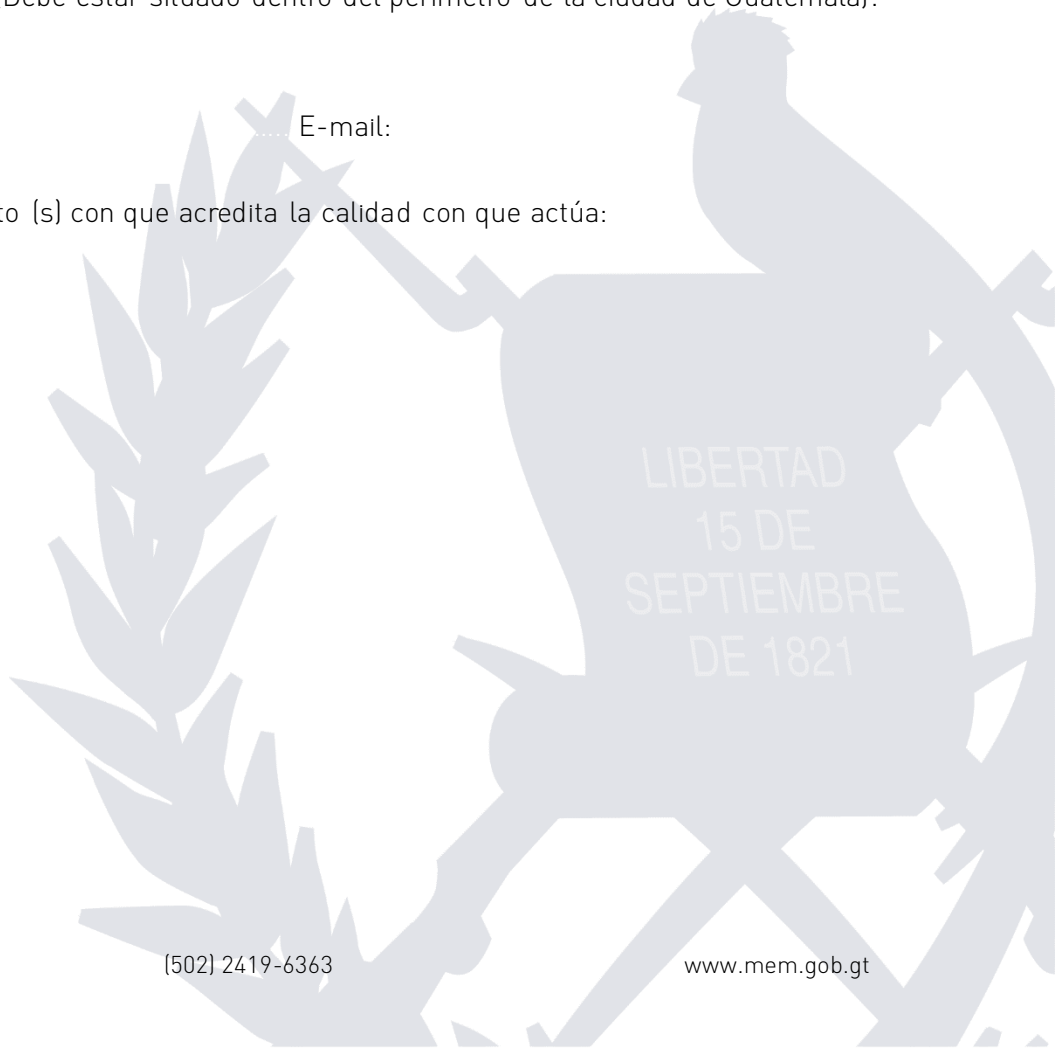 Debe estar situado dentro del perímetro de la ciudad de Guatemala):
..... E-mail:
to (s) con que acredita la calidad con que actúa:
LIBERTAD
15 DE
SEPTIEMBRE
DE 1821
(502) 2419-6363
www.mem.gob.gt